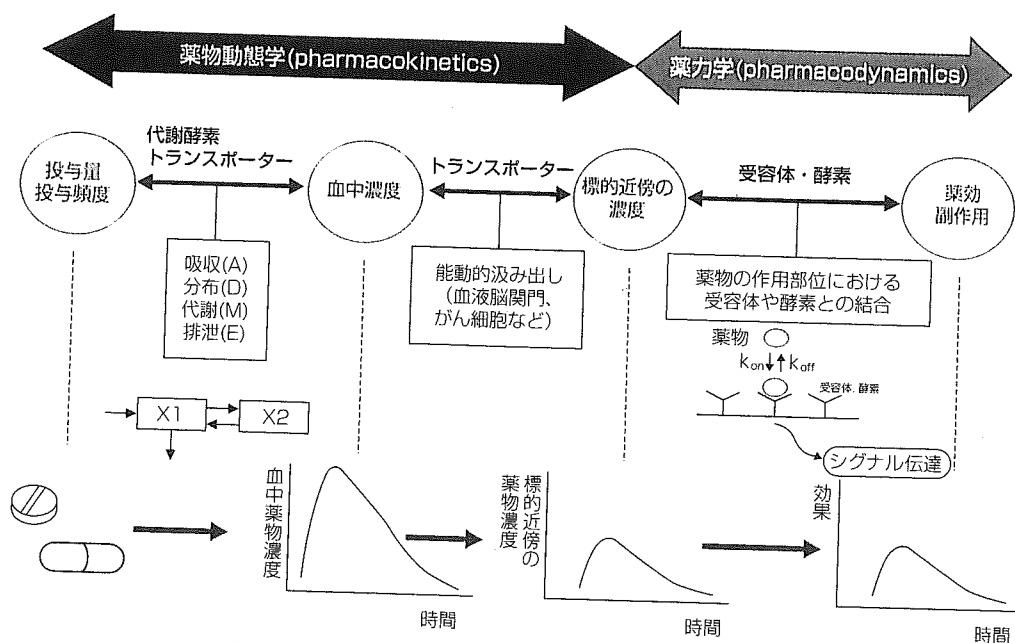 薬物動態学(pharmacokinetics)
薬力学(pharmacodynamics)
投与量
投与頻度
代謝酵素
トランスポーター
血中濃度
トランスポーター
標的近傍の
濃度
受容体・酵素
薬効
副作用
吸収(A)
分布(D)
代謝(M)
排泄(E)
能動的汲み出し
(血液脳関門、
がん細胞など)
薬物の作用部位における
受容体や酵素との結合
薬物
kon koff
受容体、酵素
X1
X2
シグナル伝達
血中薬物濃度
時間
標的近傍の
薬物濃度
時間
効果
時間